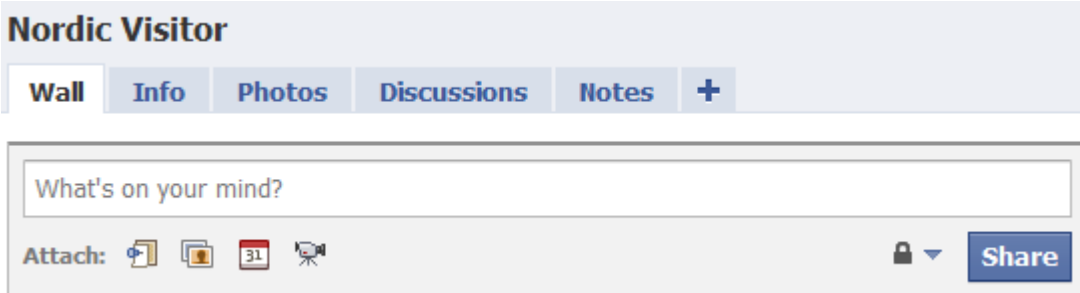 Nordic Visitor
Wall Info Photos Discussions Notes +
What's on your mind?
Attach: 31 Share